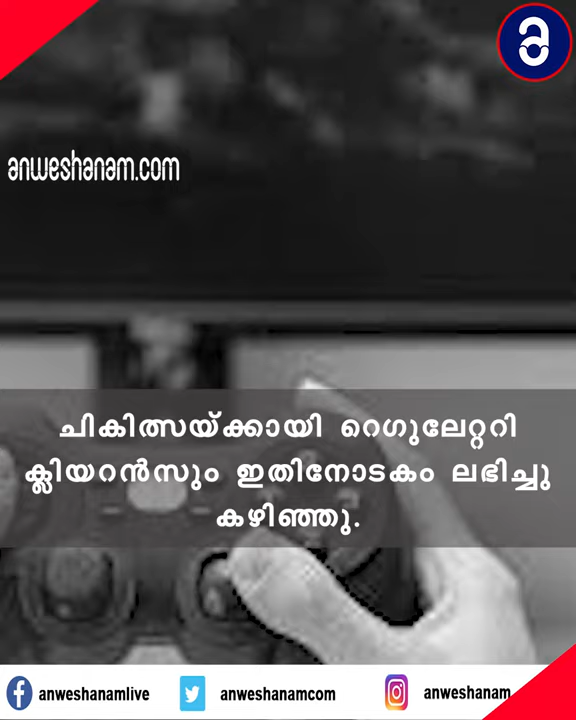 anweshanam.com
ചികിത്സയ്ക്കായി റെഗുലേറ്ററി
ക്ലിയറൻസും ഇതിനോടകം ലഭിച്ചു
കഴിഞ്ഞു.
anweshanamlive anweshanamcom anweshanam